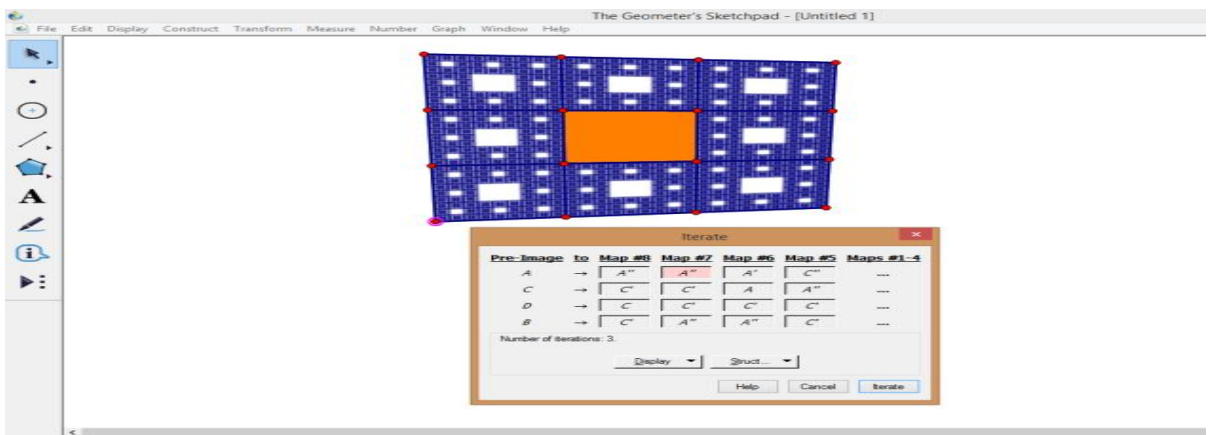 The Geometer's Sketchpad - [Untitled 1]
File Edit Display Construct Transform Measure Number Graph Window Help
A
Iterate
Pre-Image to Map #8 Map #7 Map #6 Map #5 Maps #1-4
A → A'' A'' A' C'' ---
C → C' C' A A'' ---
D → C C' C' C' ---
B → C' A'' A'' C' ---
Number of iterations: 3.
Display Struct...
Help Cancel Iterate